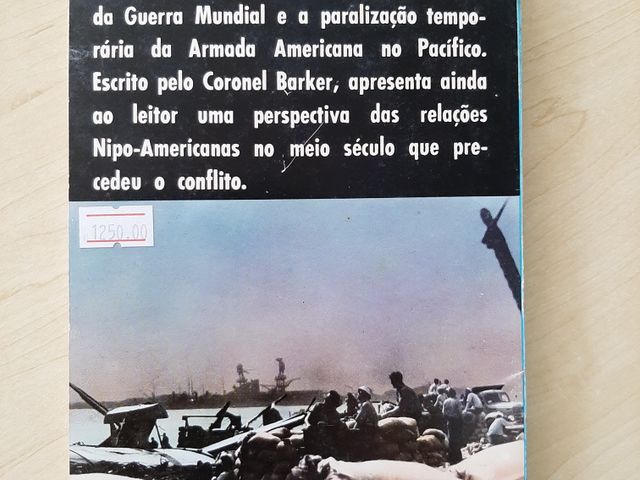 da Guerra Mundial e a paralização tempo-
rária da Armada Americana no Pacífico.
Escrito pelo Coronel Barker, apresenta ainda
ao leitor uma perspectiva das relações
Nipo-Americanas no meio século que pre-
cedeu o conflito.
1250.00